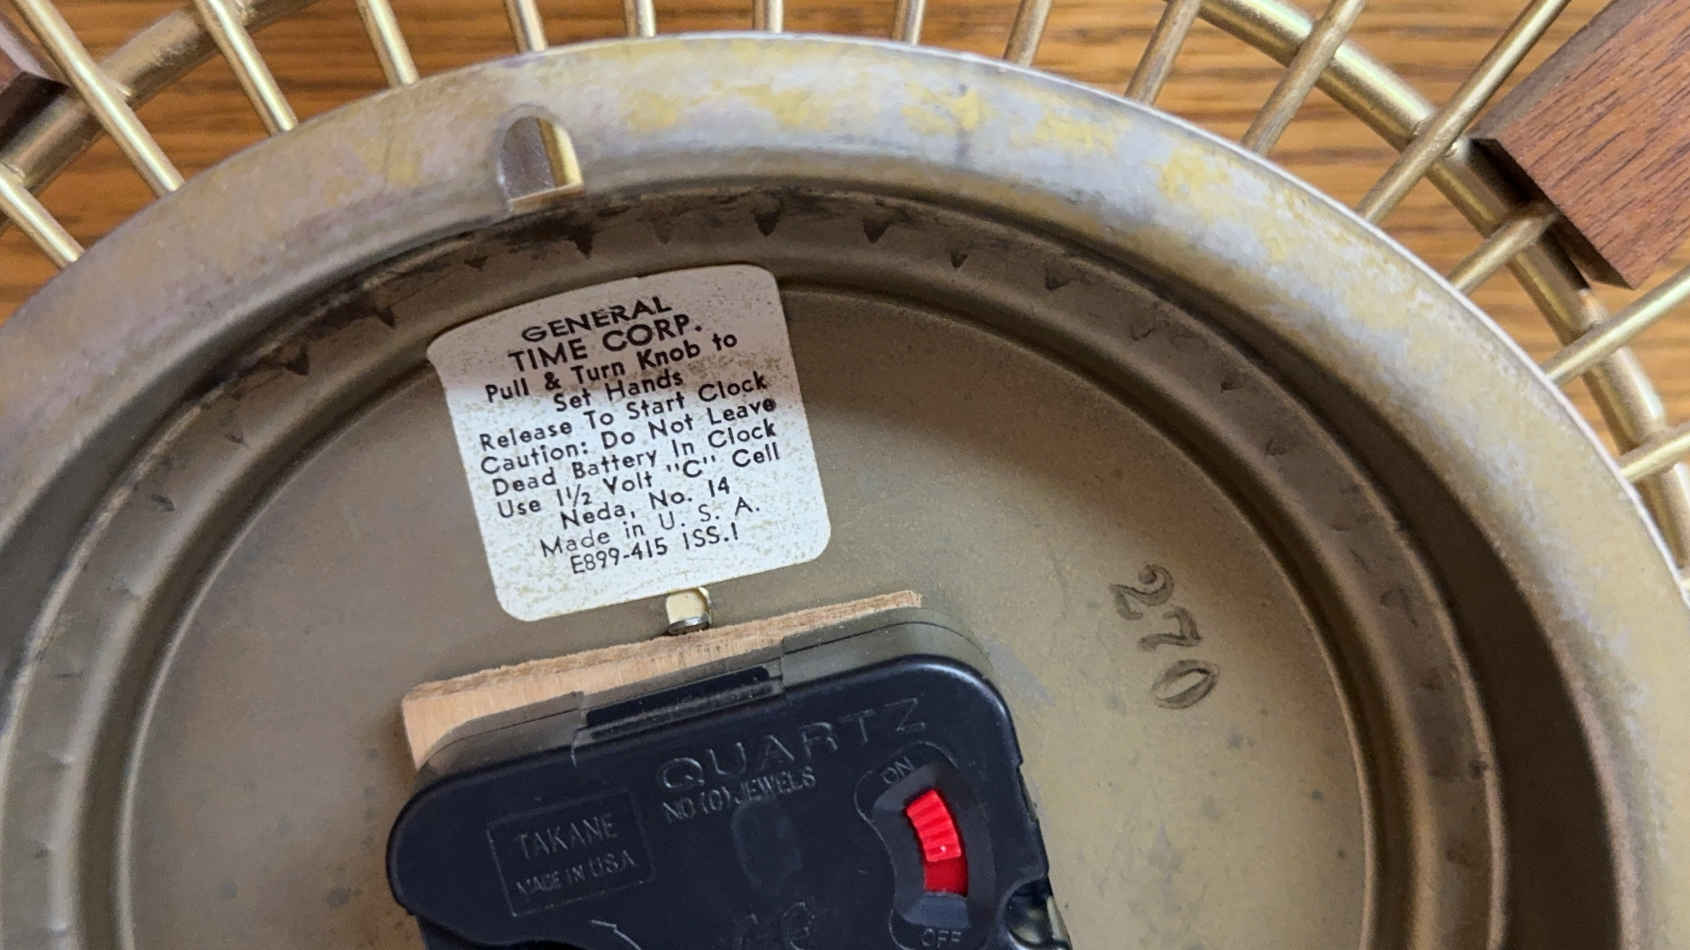 GENERAL
TIME CORP.
Pull & Turn Knob to
Set Hands
Release To Start Clock
Caution: Do Not Leave
Dead Battery In Clock
Use 1½ Volt "C" Cell
Neda, No. 14
Made in U. S. A.
E899-415 ISS.1
270
QUARTZ
NO (0) JEWELS
ON
TAKANE
MADE IN USA
OFF